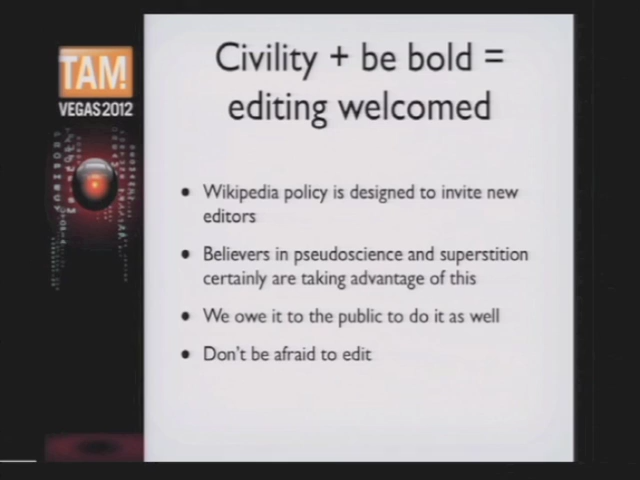 TAM!
VEGAS 2012
Civility + be bold =
editing welcomed
• Wikipedia policy is designed to invite new
editors
• Believers in pseudoscience and superstition
certainly are taking advantage of this
• We owe it to the public to do it as well
• Don't be afraid to edit